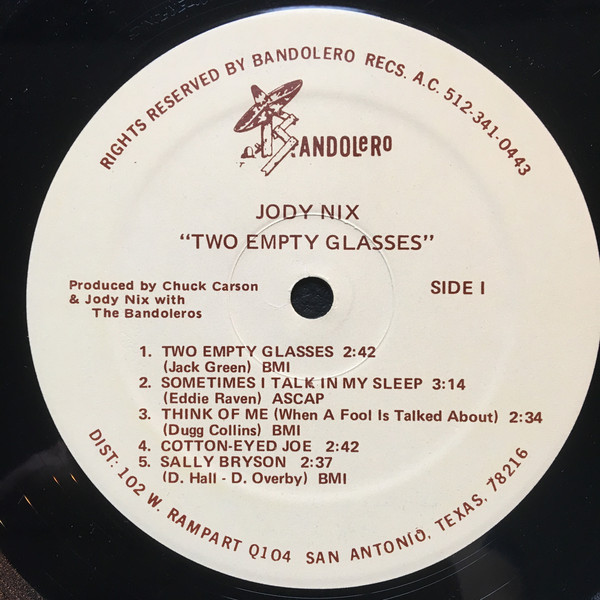 RIGHTS RESERVED BY BANDOLERO RECS. A.C. 512-341-0443
BANDOLERO
JODY NIX
“TWO EMPTY GLASSES”
Produced by Chuck Carson
& Jody Nix with
The Bandoleros
SIDE I
1. TWO EMPTY GLASSES 2:42
(Jack Green) BMI
2. SOMETIMES I TALK IN MY SLEEP 3:14
(Eddie Raven) ASCAP
3. THINK OF ME (When A Fool Is Talked About) 2:34
(Dugg Collins) BMI
4. COTTON-EYED JOE 2:42
5. SALLY BRYSON 2:37
(D. Hall - D. Overby) BMI
DIST: 102 W. RAMPART Q104 SAN ANTONIO, TEXAS, 78216